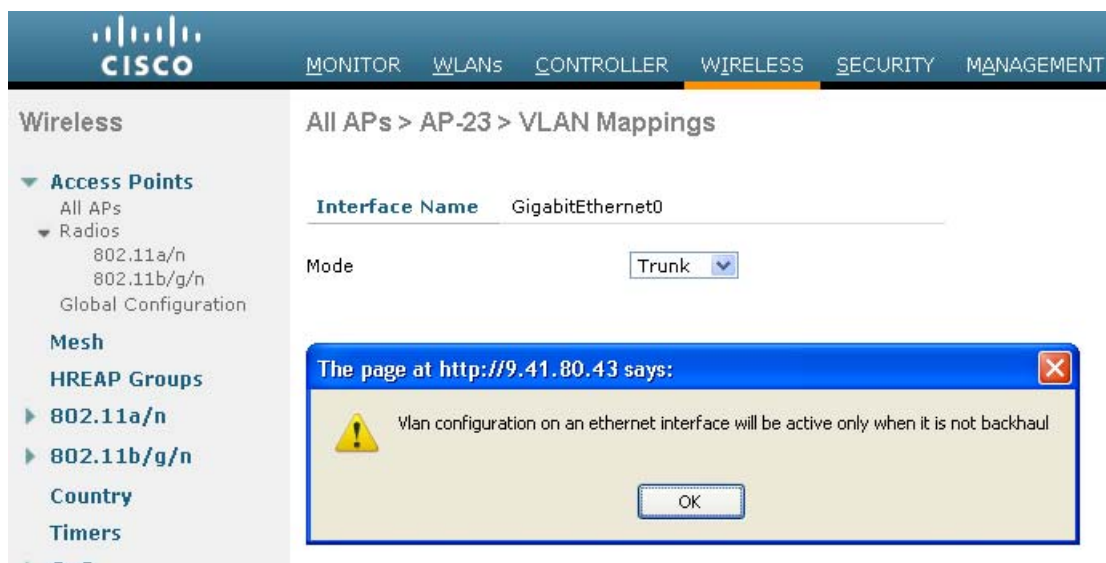 CISCO
MONITOR WLANs CONTROLLER WIRELESS SECURITY MANAGEMENT
Wireless
Access Points
All APs
Radios
802.11a/n
802.11b/g/n
Global Configuration
Mesh
HREAP Groups
802.11a/n
802.11b/g/n
Country
Timers
All APs > AP-23 > VLAN Mappings
Interface Name GigabitEthernet0
Mode Trunk
The page at http://9.41.80.43 says:
Vlan configuration on an ethernet interface will be active only when it is not backhaul
OK